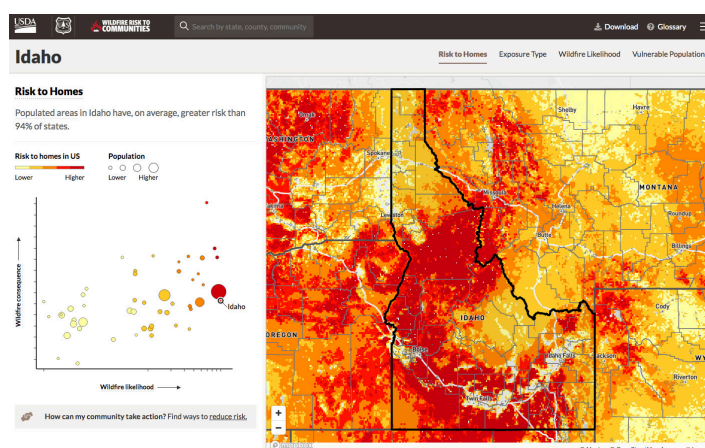 USDA
WILDFIRE RISK TO
COMMUNITIES
Search by state, county, community
Download
Glossary
Idaho
Risk to Homes
Exposure Type
Wildfire Likelihood
Vulnerable Population
Risk to Homes
Populated areas in Idaho have, on average, greater risk than
94% of states.
Risk to homes in US
Population
Lower
Higher
Lower
Higher
Wildfire consequence
Idaho
Wildfire likelihood
How can my community take action? Find ways to reduce risk.
Shelby
Havre
WASHINGTON
Spokane
MONTANA
Missoula
Helena
Roundup
Lewiston
Butte
Billings
Cody
IDAHO
OREGON
Boise
Idaho Falls
Jackson
WY
Riverton
Twin Falls
+
−